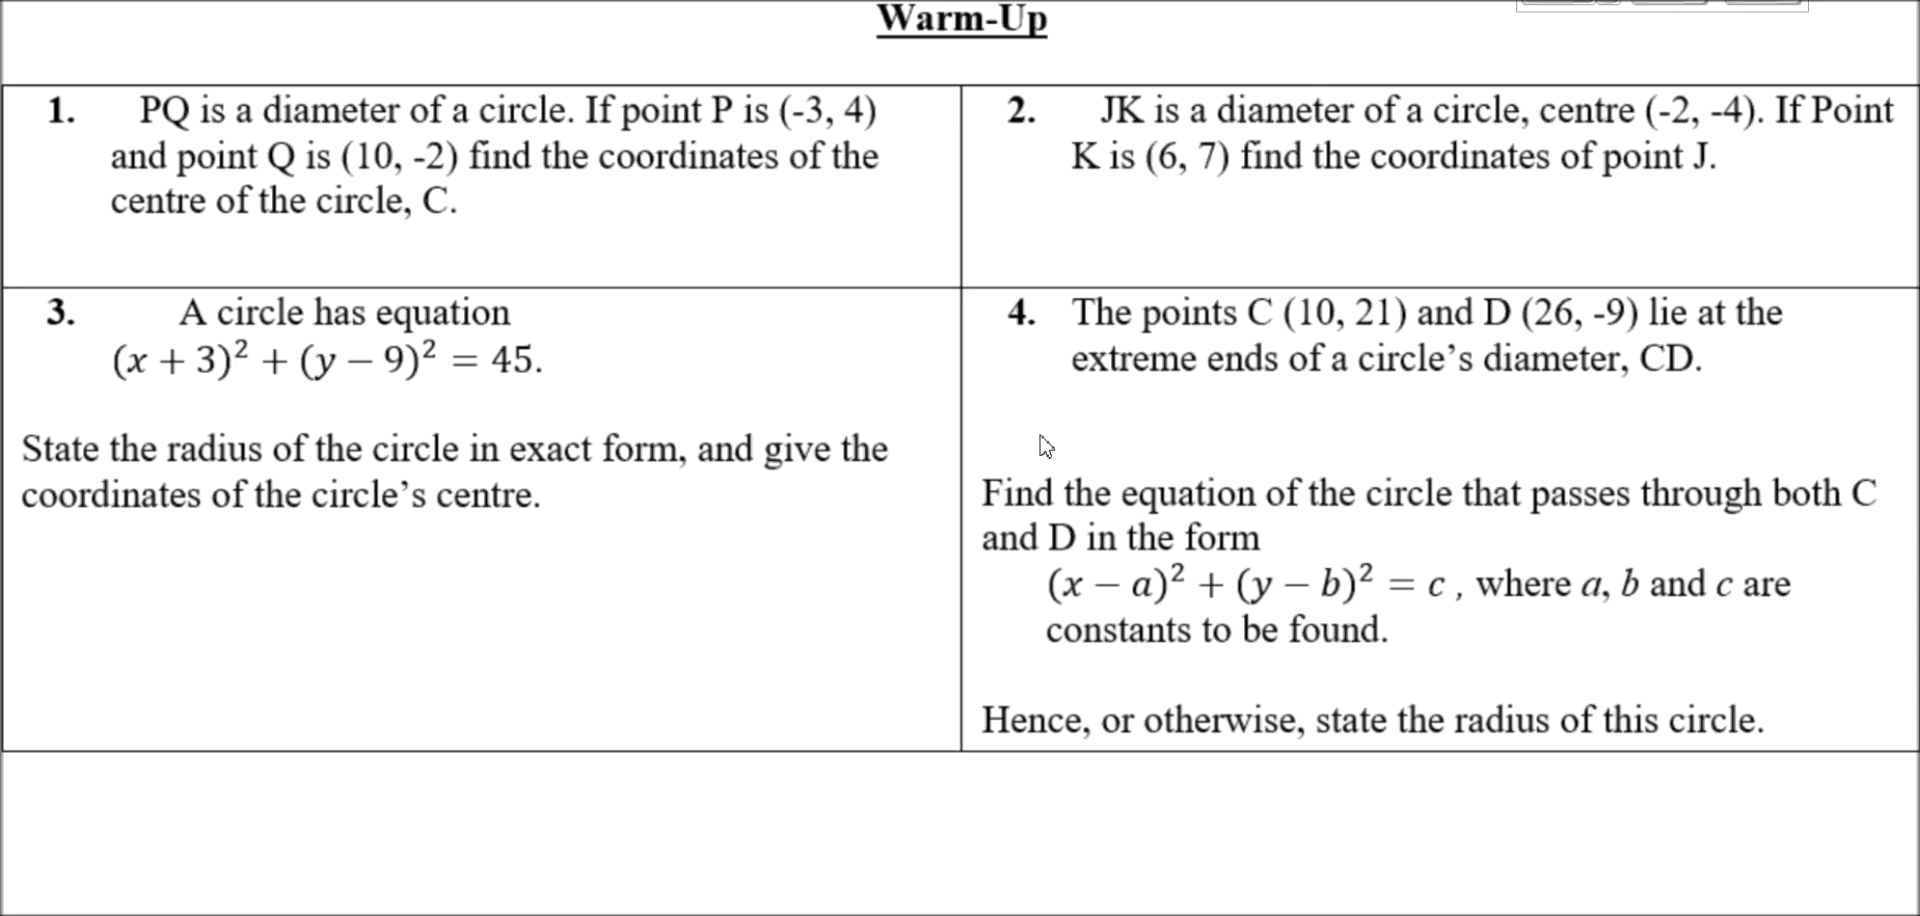 Warm-Up
1. PQ is a diameter of a circle. If point P is (-3, 4)
and point Q is (10, -2) find the coordinates of the
centre of the circle, C.
2. JK is a diameter of a circle, centre (-2, -4). If Point
K is (6, 7) find the coordinates of point J.
3. A circle has equation
(x + 3)² + (y − 9)² = 45.
State the radius of the circle in exact form, and give the
coordinates of the circle’s centre.
4. The points C (10, 21) and D (26, -9) lie at the
extreme ends of a circle’s diameter, CD.
Find the equation of the circle that passes through both C
and D in the form
(x − a)² + (y − b)² = c , where a, b and c are
constants to be found.
Hence, or otherwise, state the radius of this circle.